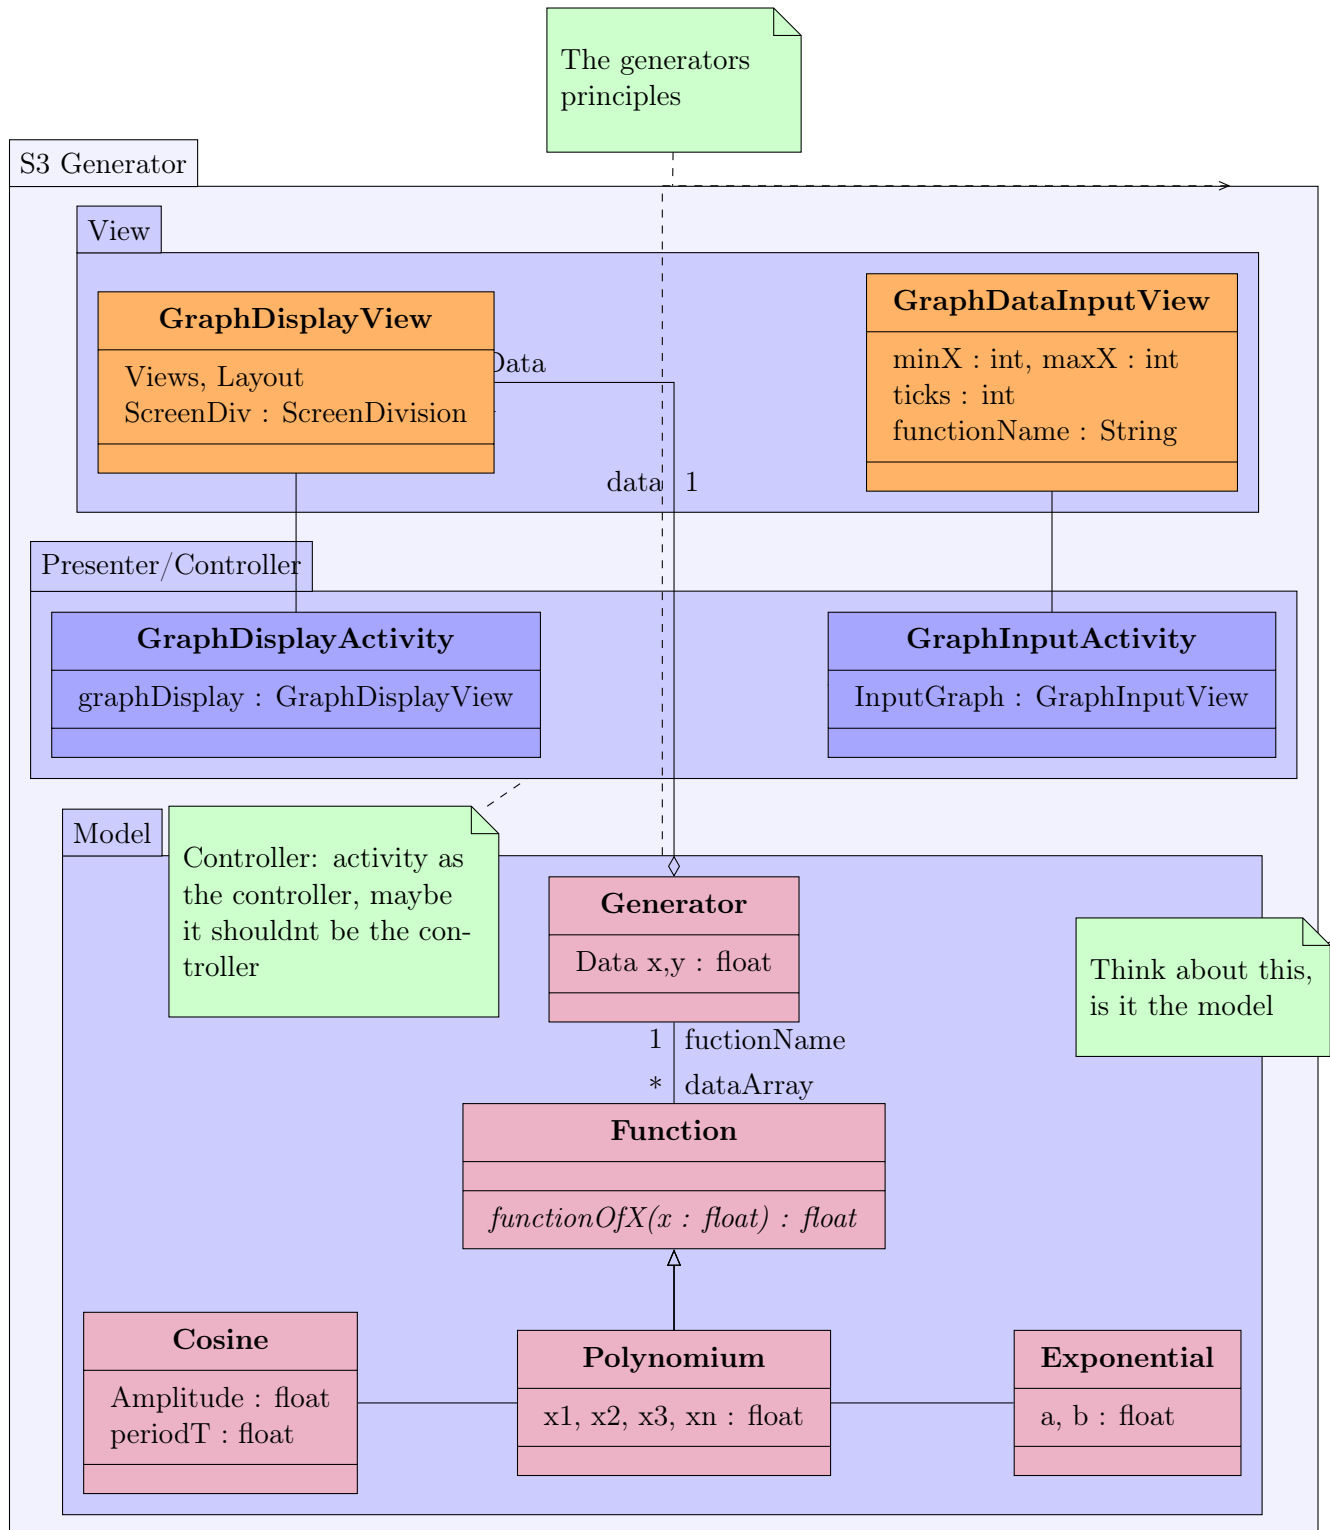 The generators
principles
S3 Generator
View
GraphDisplayView
Views, Layout
ScreenDiv : ScreenDivision
Data
GraphDataInputView
minX : int, maxX : int
ticks : int
functionName : String
data 1
Presenter/Controller
GraphDisplayActivity
graphDisplay : GraphDisplayView
GraphInputActivity
InputGraph : GraphInputView
Model
Controller: activity as
the controller, maybe
it shouldnt be the con-
troller
Generator
Data x,y : float
Think about this,
is it the model
1 fuctionName
* dataArray
Function
functionOfX(x : float) : float
Cosine
Amplitude : float
periodT : float
Polynomium
x1, x2, x3, xn : float
Exponential
a, b : float